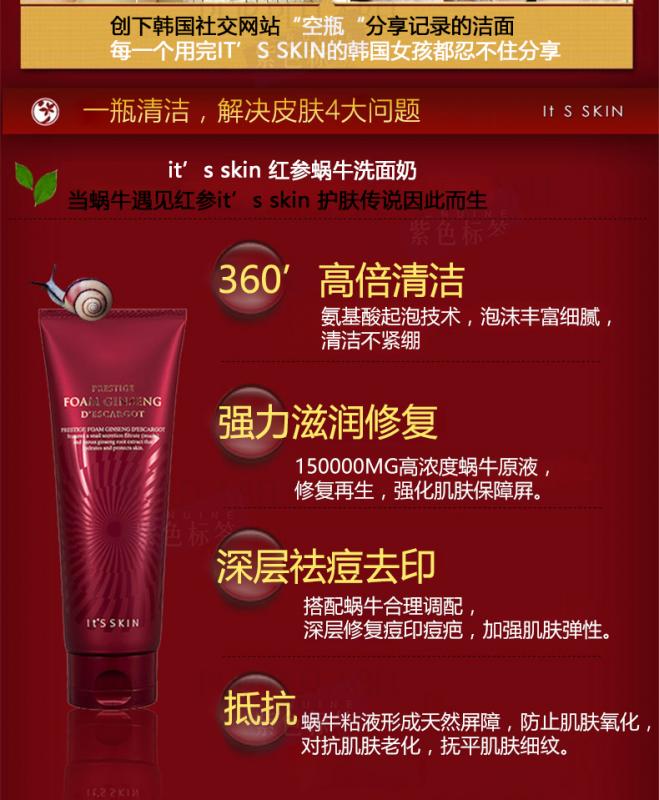 创下韩国社交网站“空瓶“分享记录的洁面
每一个用完IT’S SKIN的韩国女孩都忍不住分享
一瓶清洁，解决皮肤4大问题
It S SKIN
it’s skin 红参蜗牛洗面奶
当蜗牛遇见红参it’s skin 护肤传说因此而生
紫色标签
360’ 高倍清洁
氨基酸起泡技术，泡沫丰富细腻，
清洁不紧绷
PRESTIGE
FOAM GINSENG
D'ESCARGOT
PRESTIGE FOAM GINSENG D'ESCARGOT
强力滋润修复
150000MG高浓度蜗牛原液，
修复再生，强化肌肤保障屏。
深层祛痘去印
搭配蜗牛合理调配，
深层修复痘印痘疤，加强肌肤弹性。
It'S SKIN
抵抗
蜗牛粘液形成天然屏障，防止肌肤氧化，
对抗肌肤老化，抚平肌肤细纹。